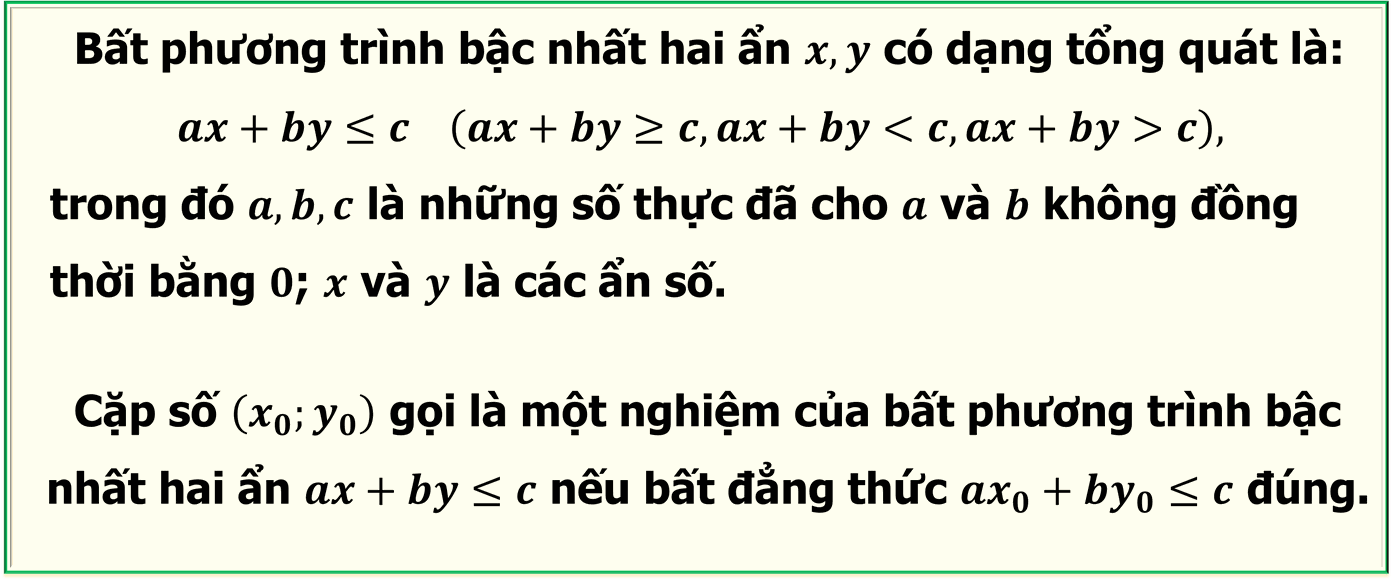 Bất phương trình bậc nhất hai ẩn x, y có dạng tổng quát là:
ax + by ≤ c (ax + by ≥ c, ax + by < c, ax + by > c),
trong đó a, b, c là những số thực đã cho a và b không đồng
thời bằng 0; x và y là các ẩn số.
Cặp số (x₀; y₀) gọi là một nghiệm của bất phương trình bậc
nhất hai ẩn ax + by ≤ c nếu bất đẳng thức ax₀ + by₀ ≤ c đúng.